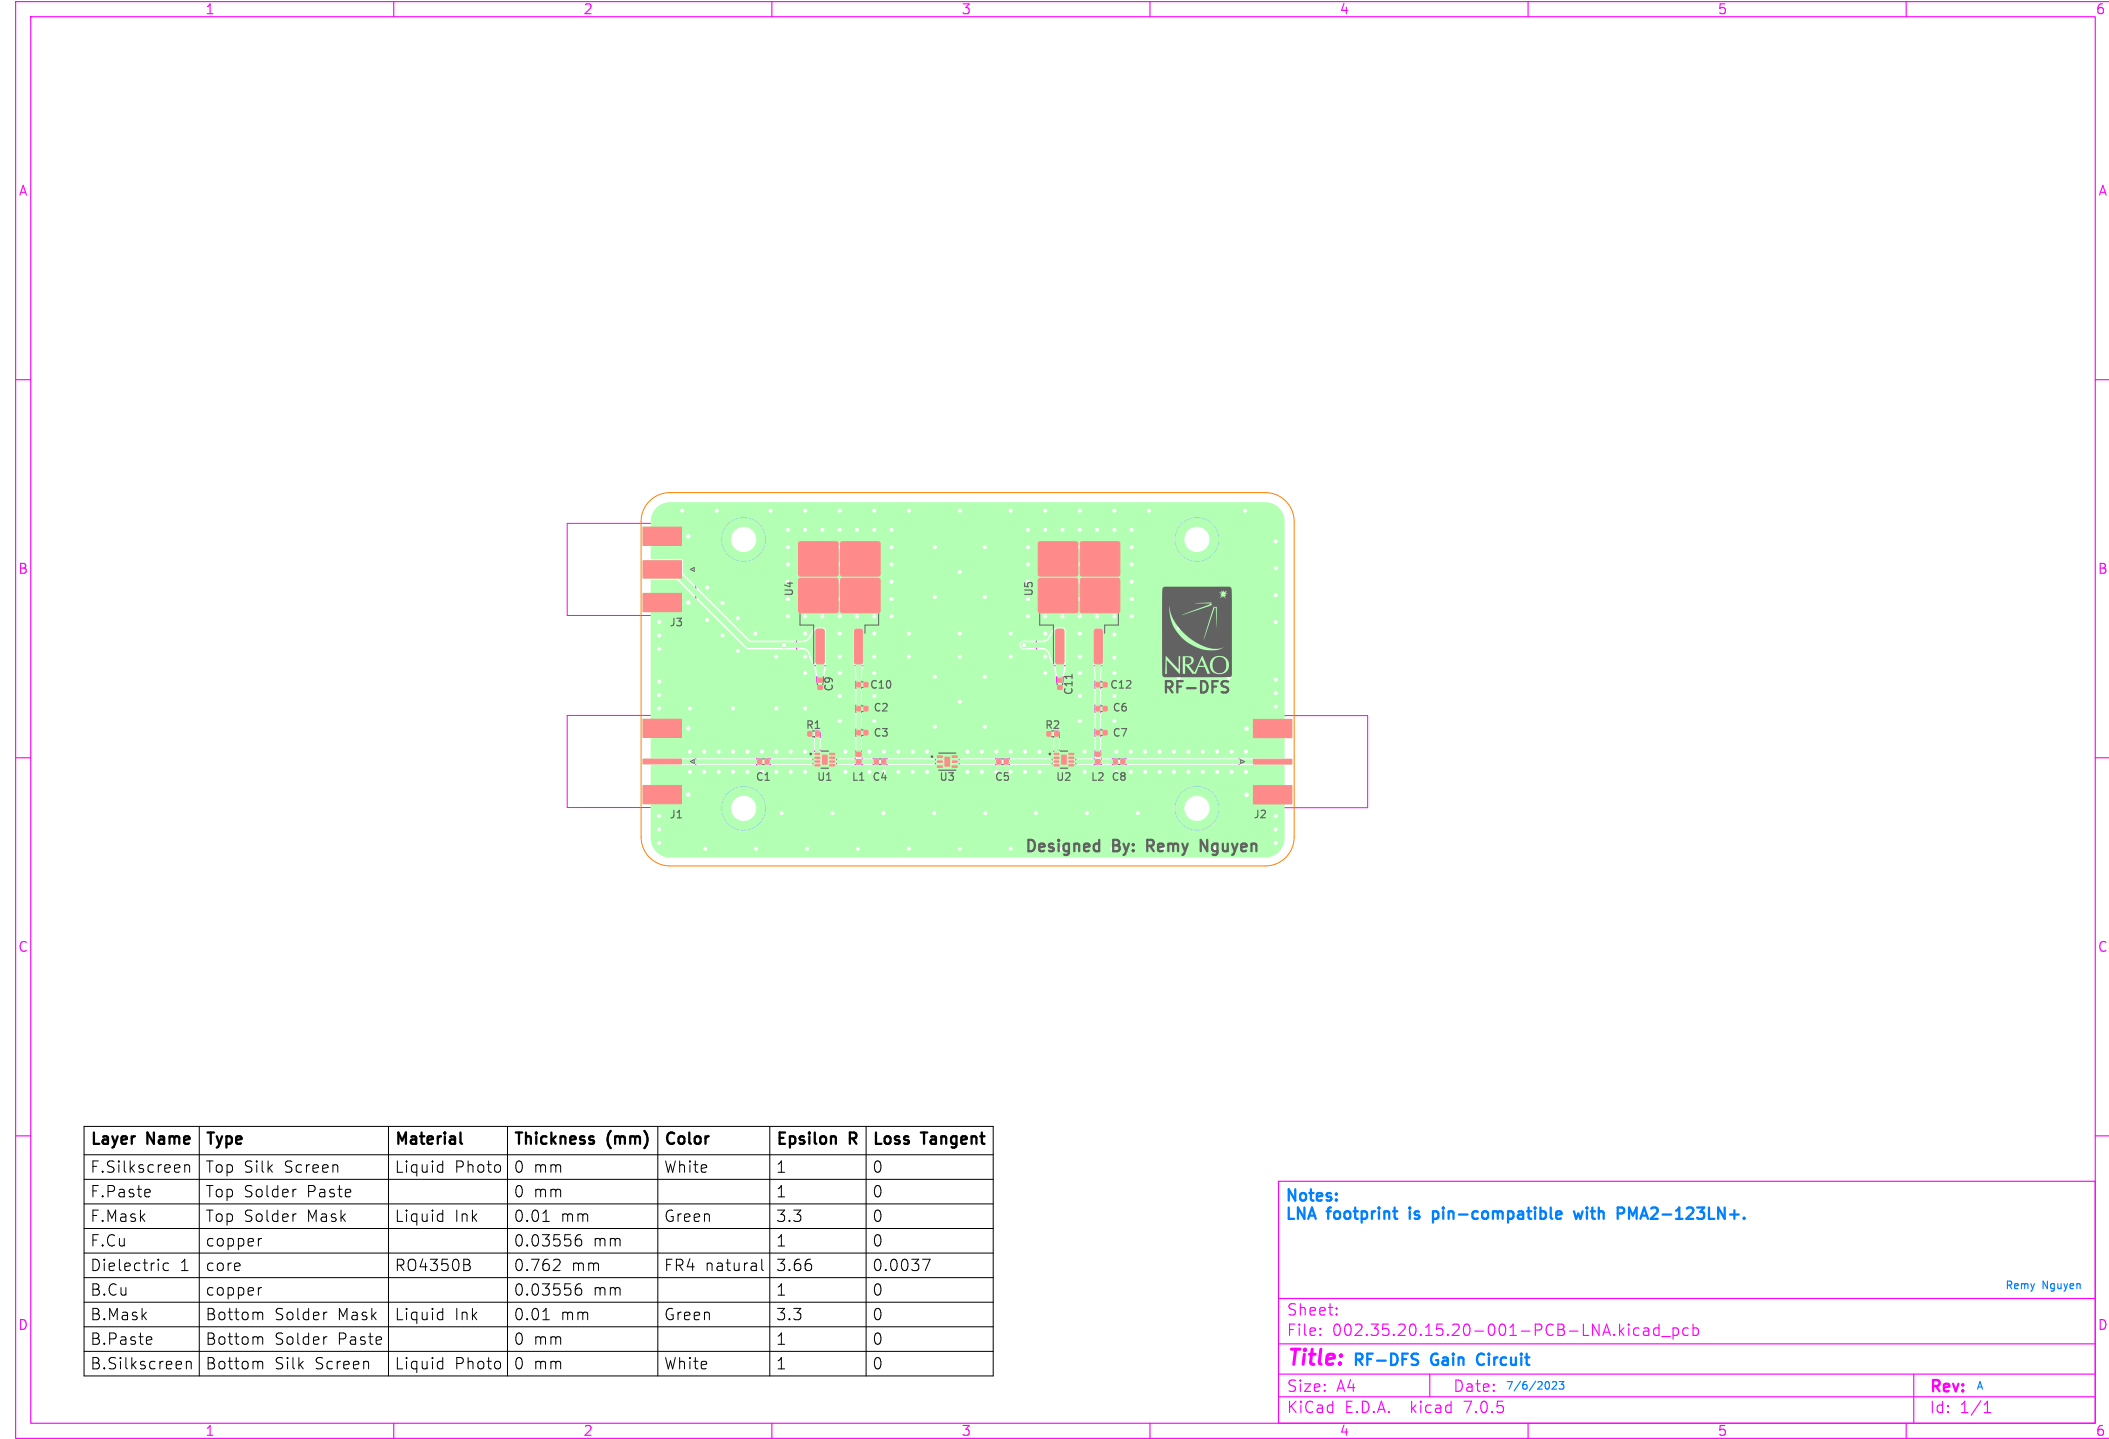 1 2 3 4 5 6
A A
B B
C C
D D
U4
U5
J3
NRAO
RF-DFS
C9
C10
C11
C12
C2
C6
R1
C3
R2
C7
C1
U1
L1
C4
U3
C5
U2
L2
C8
J1
J2
Designed By: Remy Nguyen
Layer Name Type Material Thickness (mm) Color Epsilon R Loss Tangent
F.Silkscreen Top Silk Screen Liquid Photo 0 mm White 1 0
F.Paste Top Solder Paste 0 mm 1 0
F.Mask Top Solder Mask Liquid Ink 0.01 mm Green 3.3 0
F.Cu copper 0.03556 mm 1 0
Dielectric 1 core RO4350B 0.762 mm FR4 natural 3.66 0.0037
B.Cu copper 0.03556 mm 1 0
B.Mask Bottom Solder Mask Liquid Ink 0.01 mm Green 3.3 0
B.Paste Bottom Solder Paste 0 mm 1 0
B.Silkscreen Bottom Silk Screen Liquid Photo 0 mm White 1 0
Notes:
LNA footprint is pin-compatible with PMA2-123LN+.
Remy Nguyen
Sheet:
File: 002.35.20.15.20-001-PCB-LNA.kicad_pcb
Title: RF-DFS Gain Circuit
Size: A4 Date: 7/6/2023 Rev: A
KiCad E.D.A. kicad 7.0.5 Id: 1/1
1 2 3 4 5 6